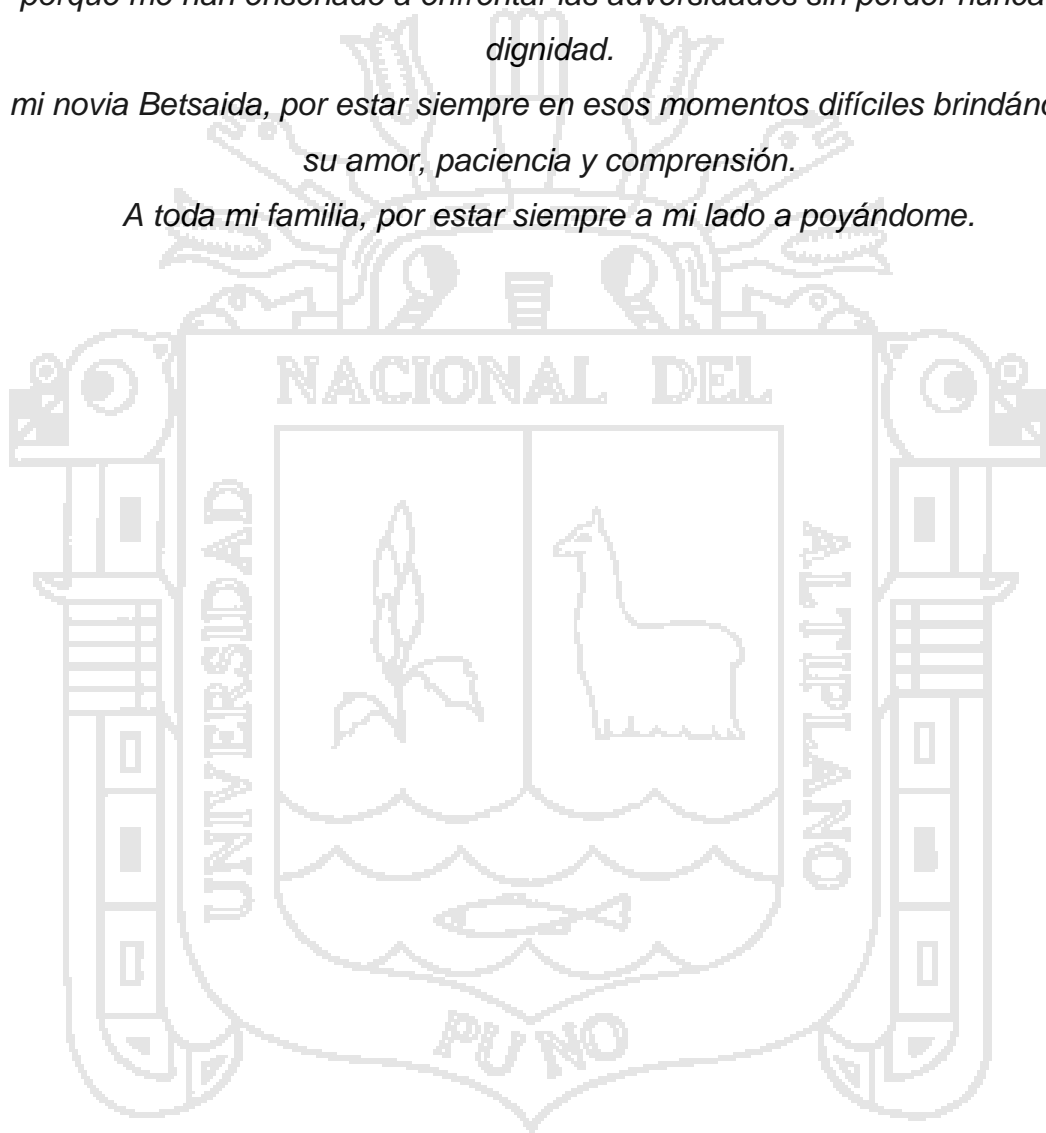 porque me han enseñado a enfrentar las adversidades sin perder nunca
dignidad.
mi novia Betsaida, por estar siempre en esos momentos difíciles
su amor, paciencia y comprensión.
A toda mi familia, por estar siempre a mi lado a poyándome.
NACIONAL DEL
UNIVERSIDAD
ALTIPLANO
PUNO